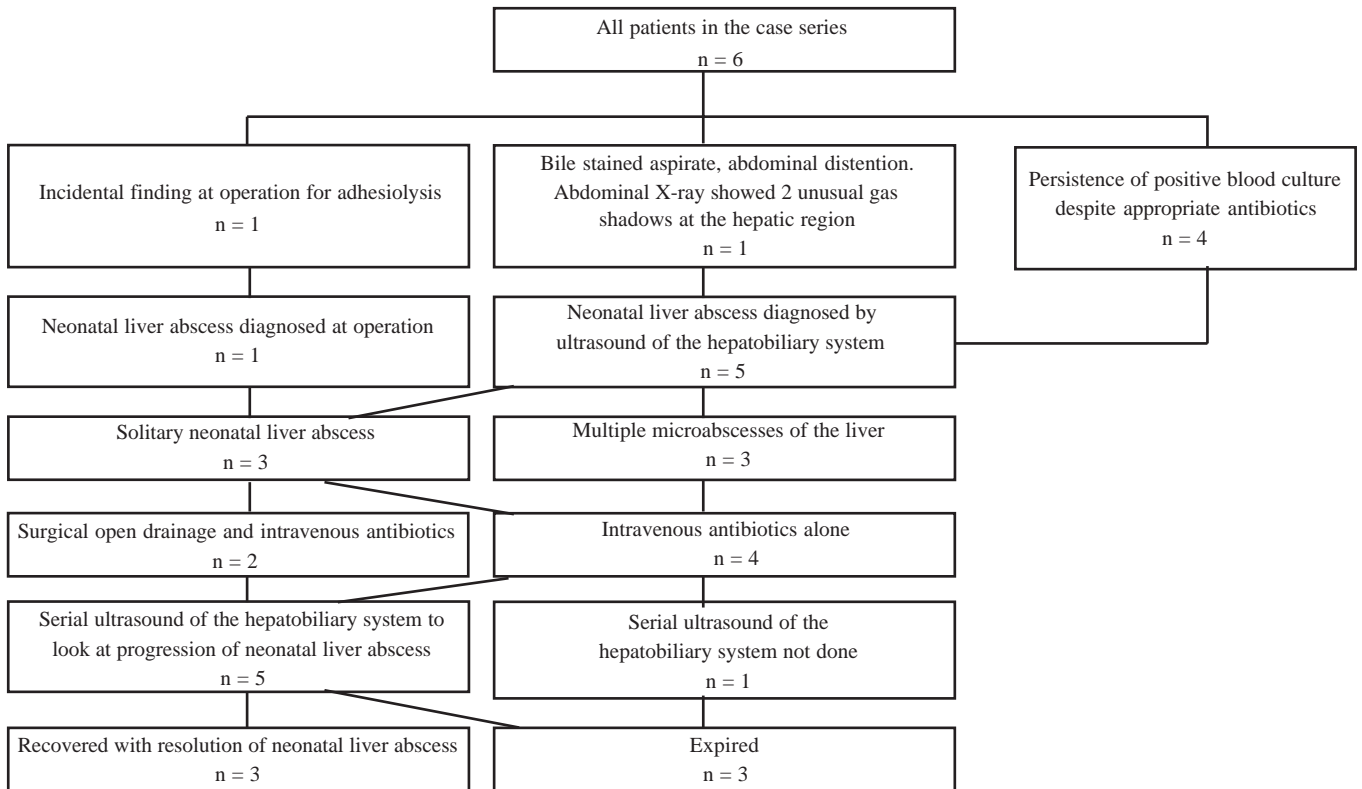 All patients in the case series
n = 6
Incidental finding at operation for adhesiolysis
n = 1
Bile stained aspirate, abdominal distention.
Abdominal X-ray showed 2 unusual gas
shadows at the hepatic region
n = 1
Persistence of positive blood culture
despite appropriate antibiotics
n = 4
Neonatal liver abscess diagnosed at operation
n = 1
Neonatal liver abscess diagnosed by
ultrasound of the hepatobiliary system
n = 5
Solitary neonatal liver abscess
n = 3
Multiple microabscesses of the liver
n = 3
Surgical open drainage and intravenous antibiotics
n = 2
Intravenous antibiotics alone
n = 4
Serial ultrasound of the hepatobiliary system to
look at progression of neonatal liver abscess
n = 5
Serial ultrasound of the
hepatobiliary system not done
n = 1
Recovered with resolution of neonatal liver abscess
n = 3
Expired
n = 3